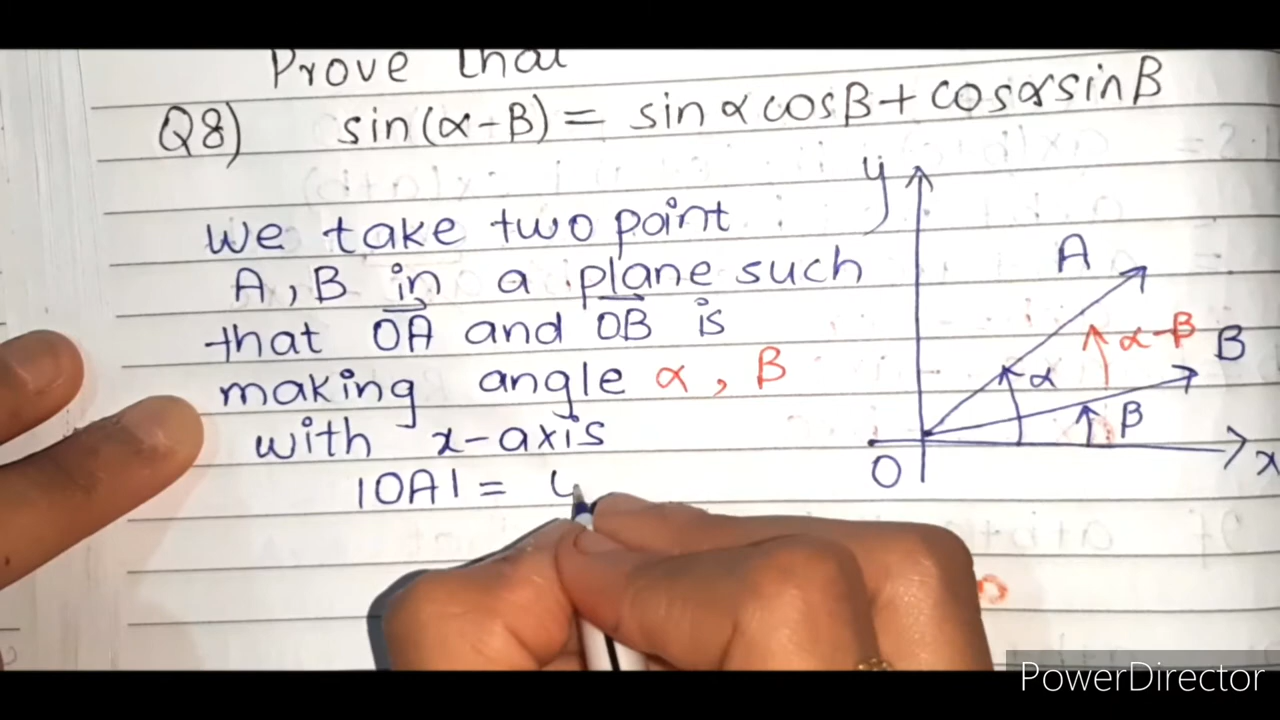 Prove that
Q8) sin(α-β) = sinα cosβ + cosα sinβ
We take two point
A, B in a plane such
that OA and OB is
making angle α, β
with x-axis
|OA| =
y
A
α-β
B
α
β
O
x
PowerDirector